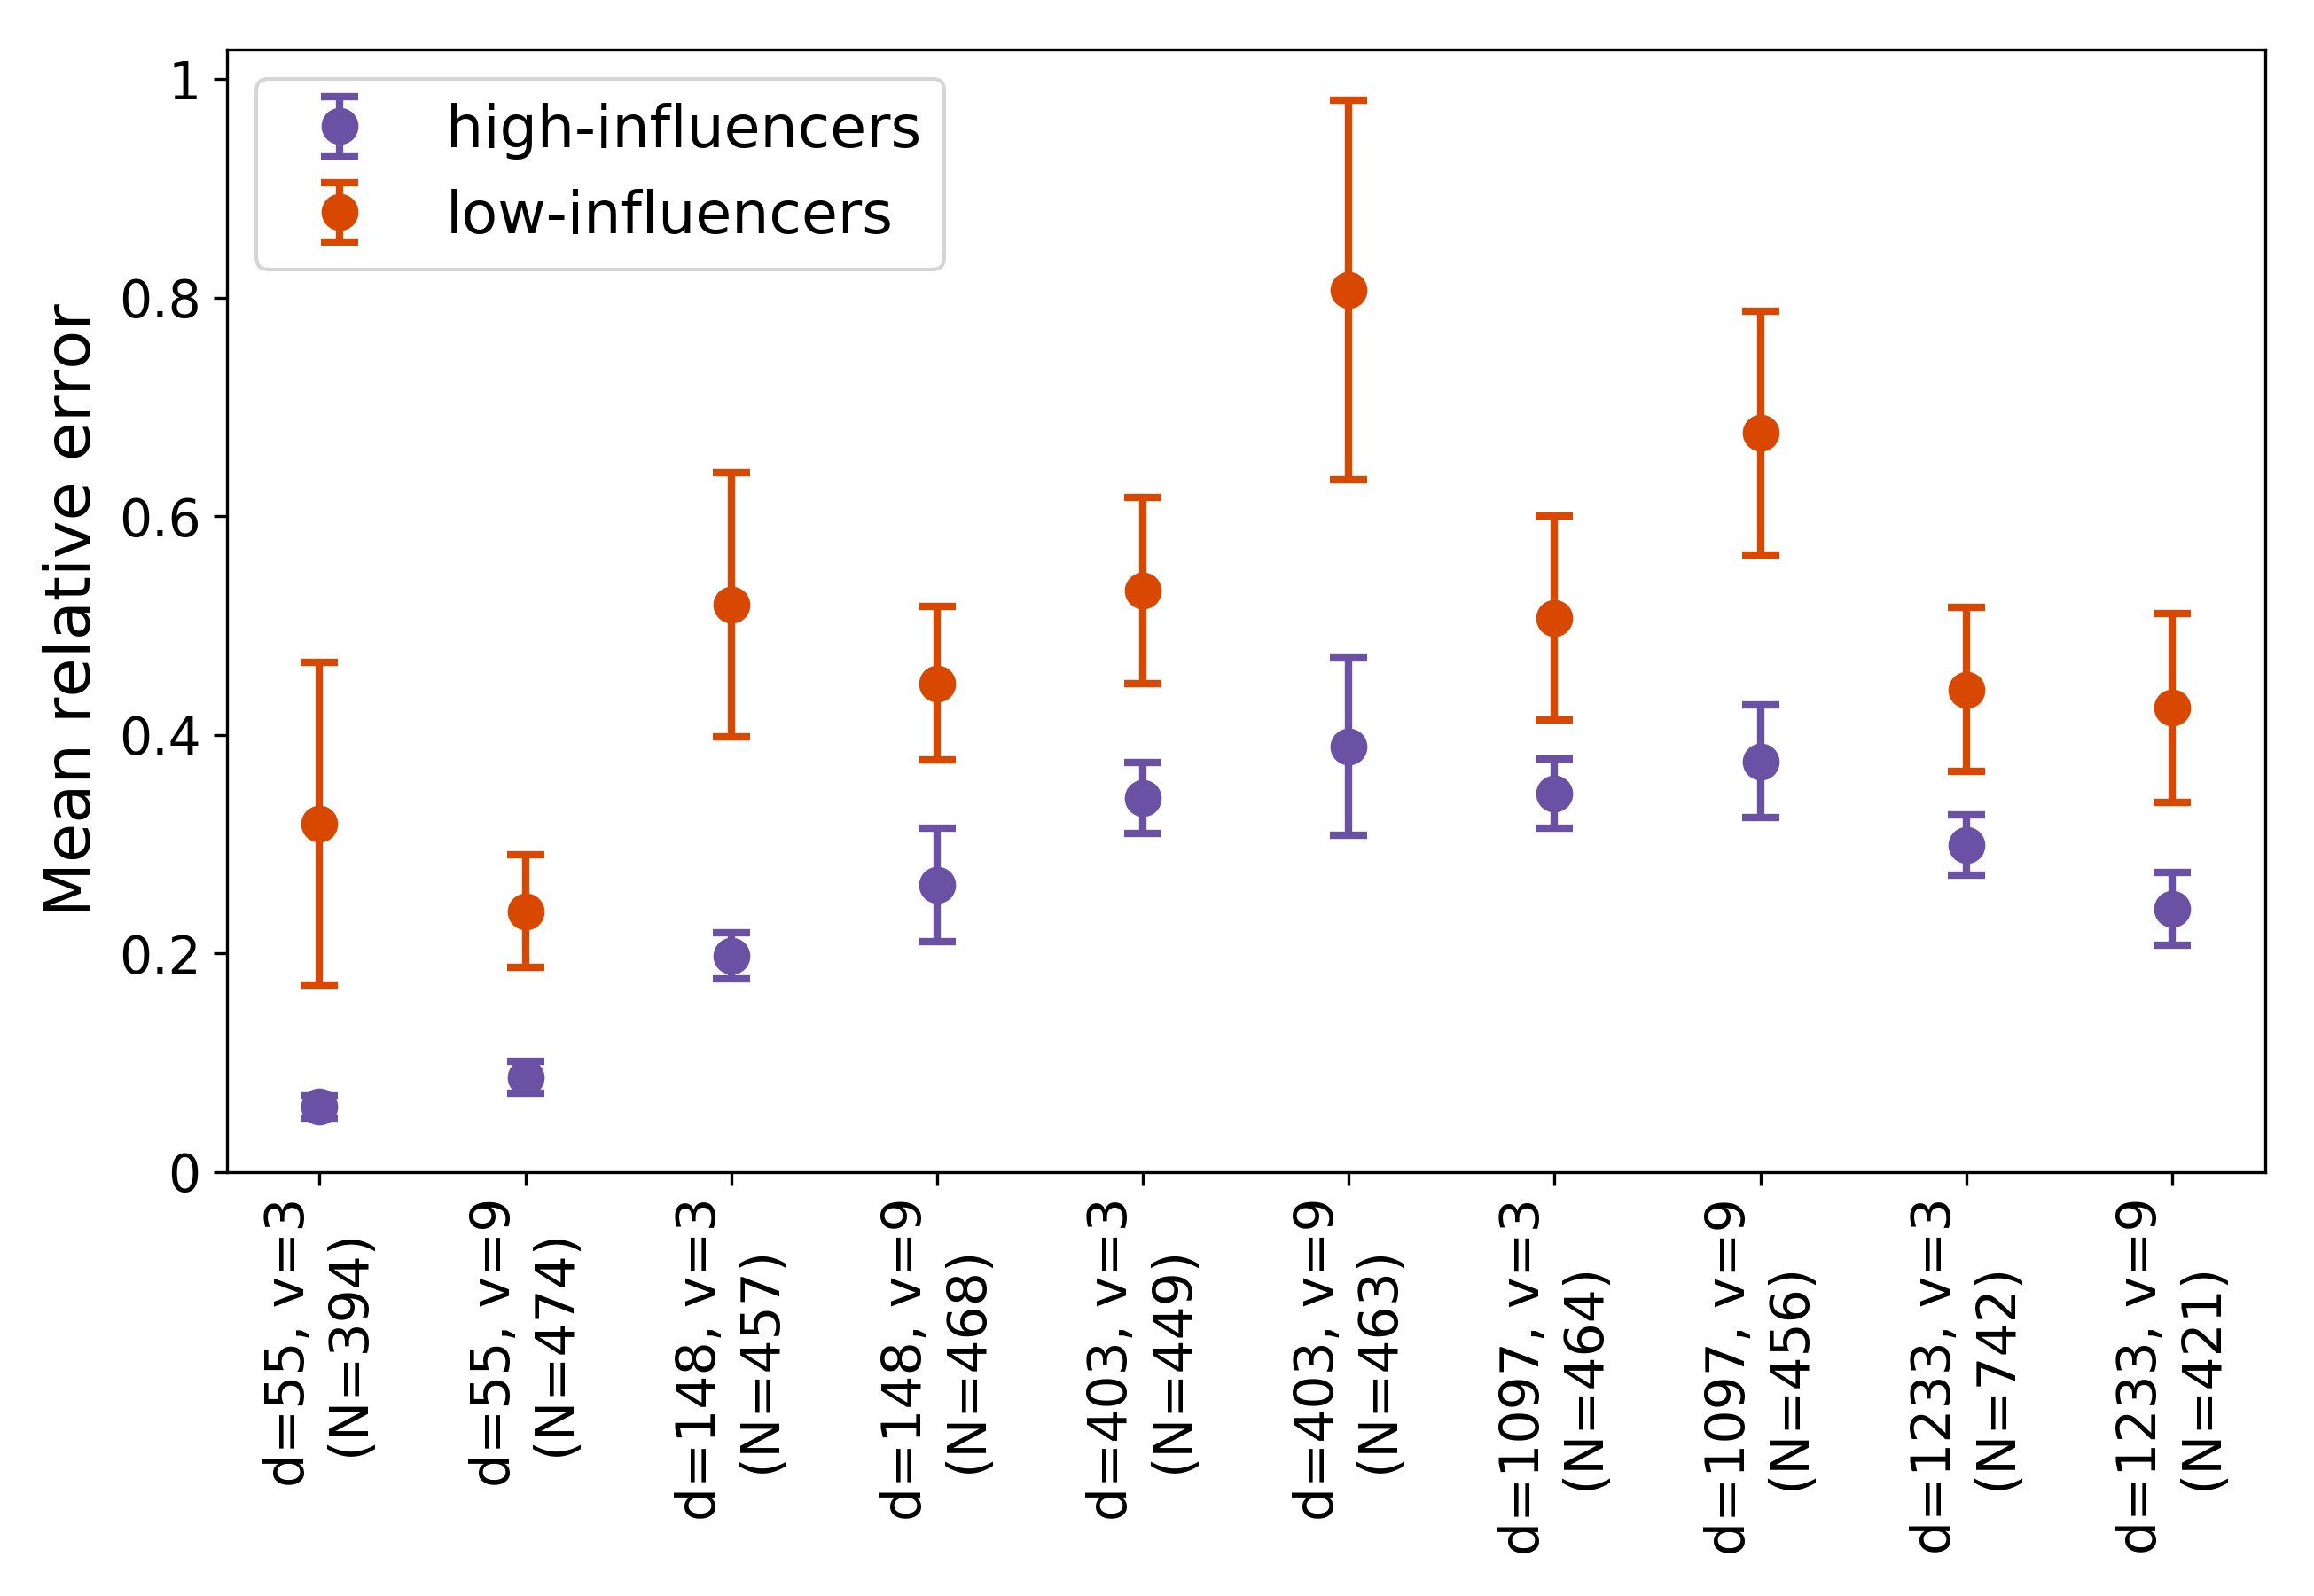 high-influencers
low-influencers
Mean relative error
1
0.8
0.6
0.4
0.2
0
d=55, v=3
(N=394)
d=55, v=9
(N=474)
d=148, v=3
(N=457)
d=148, v=9
(N=468)
d=403, v=3
(N=449)
d=403, v=9
(N=463)
d=1097, v=3
(N=464)
d=1097, v=9
(N=456)
d=1233, v=3
(N=742)
d=1233, v=9
(N=421)